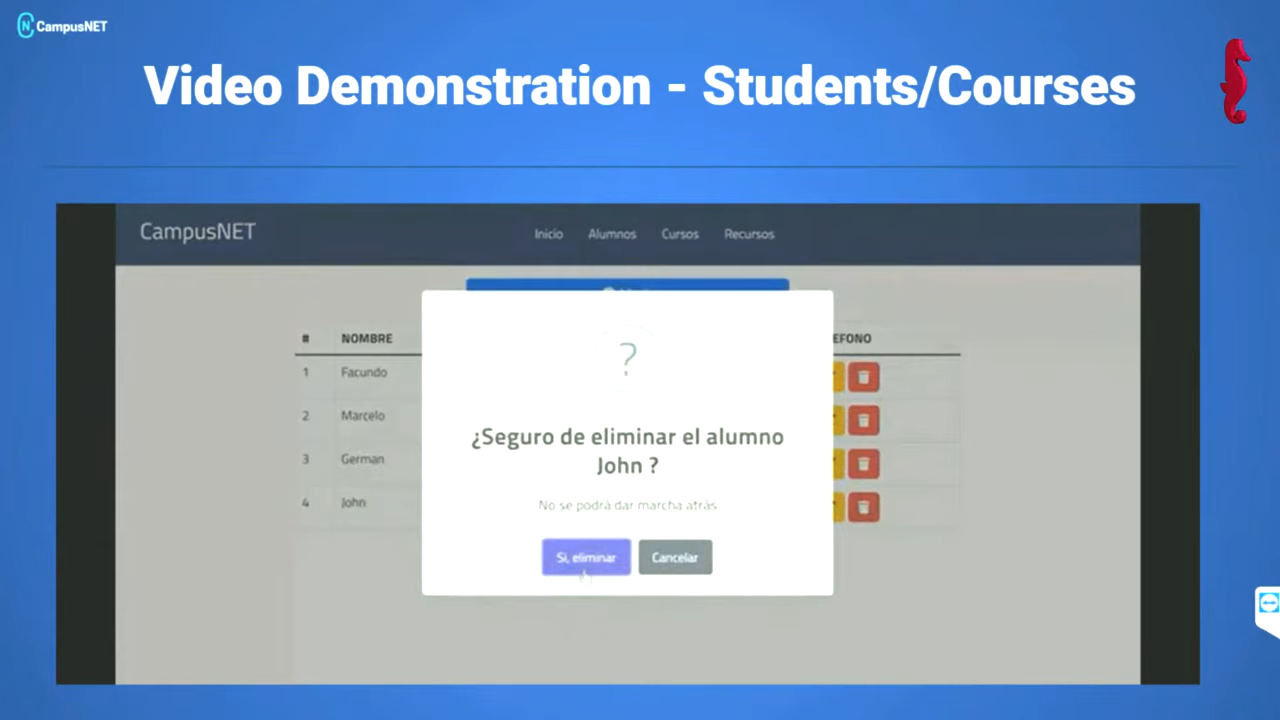 CampusNET
Video Demonstration - Students/Courses
CampusNET
Inicio Alumnos Cursos Recursos
# NOMBRE EFONO
1 Facundo
2 Marcelo
3 German
4 John
?
¿Seguro de eliminar el alumno
John ?
No se podrá dar marcha atrás
Si, eliminar Cancelar